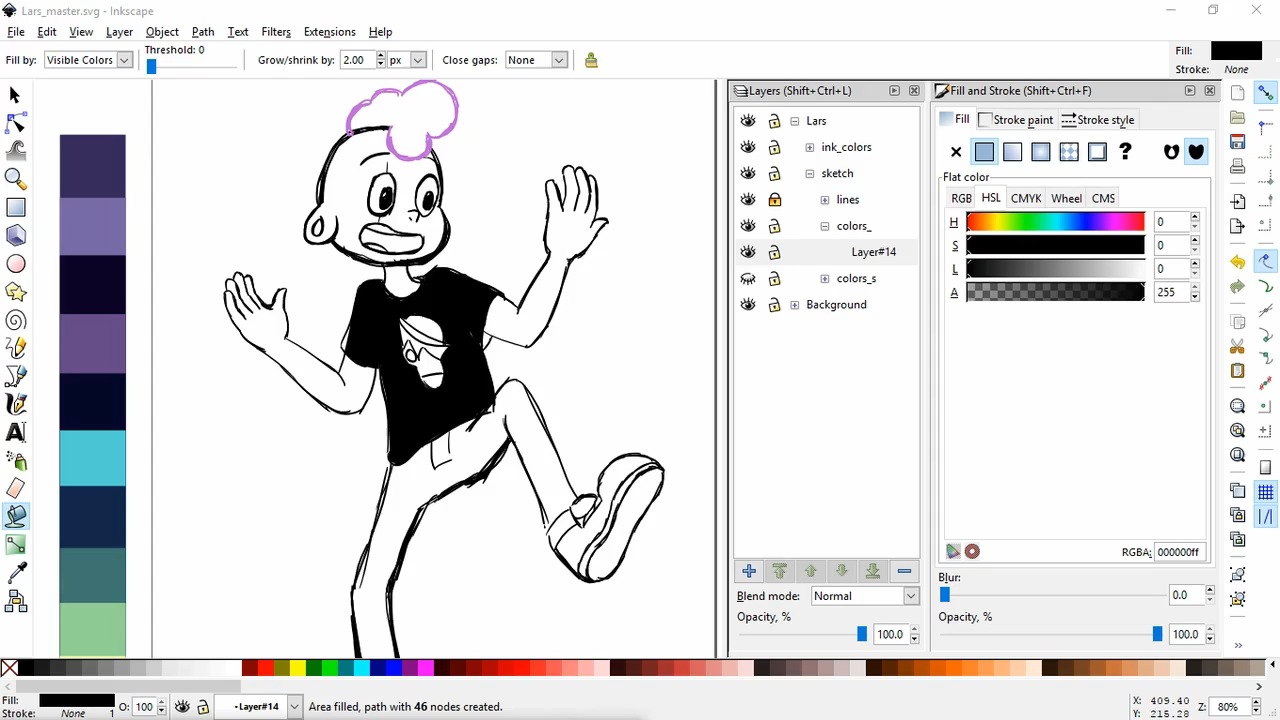 Lars_master.svg - Inkscape
File Edit View Layer Object Path Text Filters Extensions Help
Fill by: Visible Colors Threshold: 0 Grow/shrink by: 2.00 px Close gaps: None
Fill:
Stroke: None
Layers (Shift+Ctrl+L)
Lars
ink_colors
sketch
lines
colors_
Layer#14
colors_s
Background
Blend mode: Normal
Opacity, %
100.0
Fill and Stroke (Shift+Ctrl+F)
Fill Stroke paint Stroke style
?
Flat color
RGB HSL CMYK Wheel CMS
H 0
S 0
L 0
A 255
RGBA: 000000ff
Blur:
0.0
Opacity, %
100.0
Fill:
Stroke: None 1
O: 100
•Layer#14
Area filled, path with 46 nodes created.
X: 409.40
Y: 215.28
Z: 80%